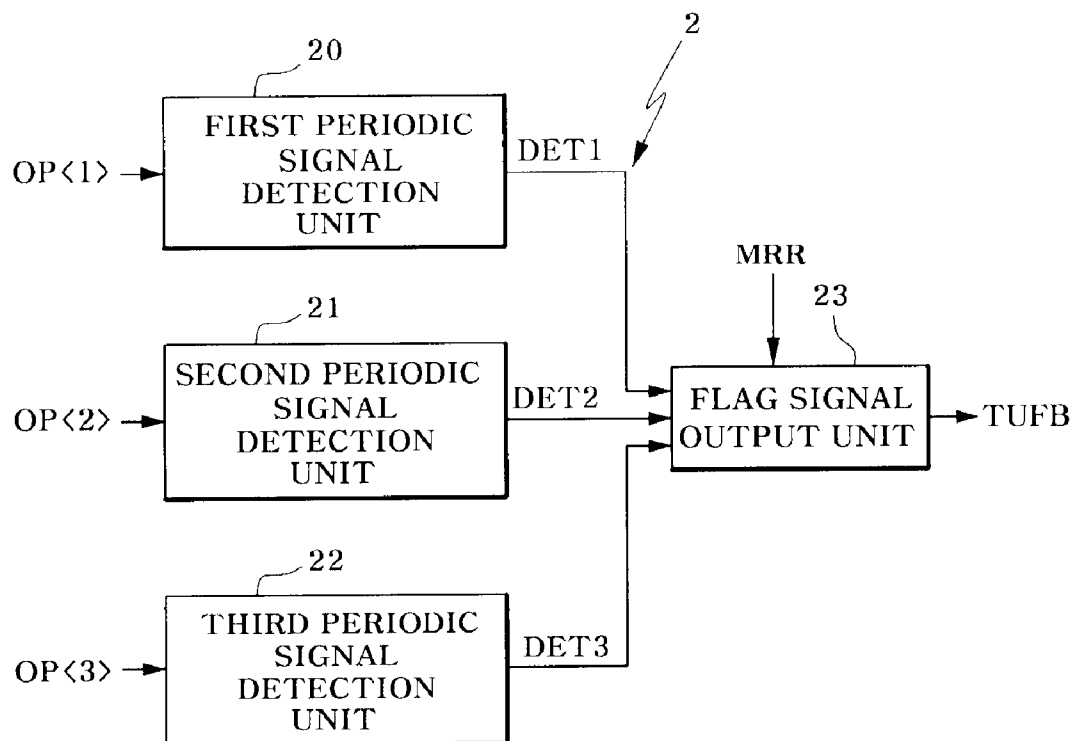 2
20
FIRST PERIODIC
SIGNAL
DETECTION
UNIT
OP<1>
DET1
MRR
23
21
SECOND PERIODIC
SIGNAL
DETECTION
UNIT
OP<2>
DET2
FLAG SIGNAL
OUTPUT UNIT
TUFB
22
THIRD PERIODIC
SIGNAL
DETECTION
UNIT
OP<3>
DET3